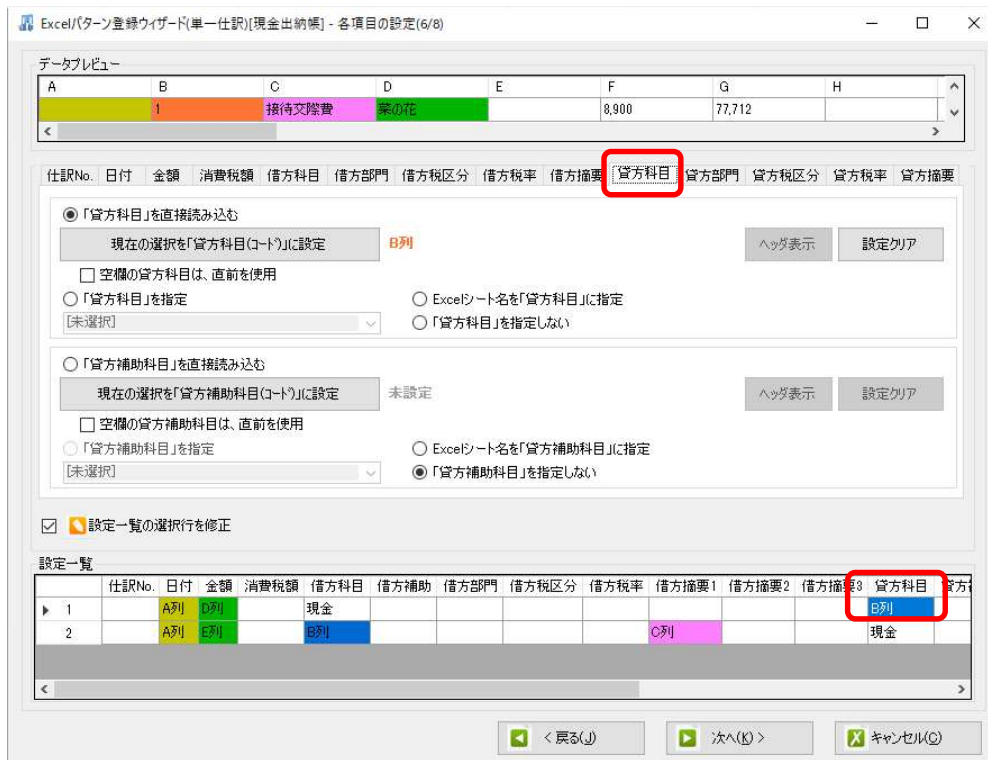 Excelパターン登録ウィザード(単一仕訳)[現金出納帳] - 各項目の設定(6/8)
データプレビュー
A B C D E F G H
1 接待交際費 菜の花 8,900 77,712
仕訳No. 日付 金額 消費税額 借方科目 借方部門 借方税区分 借方税率 借方摘要 貸方科目 貸方部門 貸方税区分 貸方税率 貸方摘要
「貸方科目」を直接読み込む
現在の選択を「貸方科目(コード)」に設定 B列 ヘッダ表示 設定クリア
空欄の貸方科目は、直前を使用
「貸方科目」を指定 Excelシート名を「貸方科目」に指定
[未選択] 「貸方科目」を指定しない
「貸方補助科目」を直接読み込む
現在の選択を「貸方補助科目(コード)」に設定 未設定 ヘッダ表示 設定クリア
空欄の貸方補助科目は、直前を使用
「貸方補助科目」を指定 Excelシート名を「貸方補助科目」に指定
[未選択] 「貸方補助科目」を指定しない
設定一覧の選択行を修正
設定一覧
仕訳No. 日付 金額 消費税額 借方科目 借方補助 借方部門 借方税区分 借方税率 借方摘要1 借方摘要2 借方摘要3 貸方科目
1 A列 D列 現金 B列
2 A列 E列 B列 C列 現金
< 戻る(J) 次へ(K) > キャンセル(C)